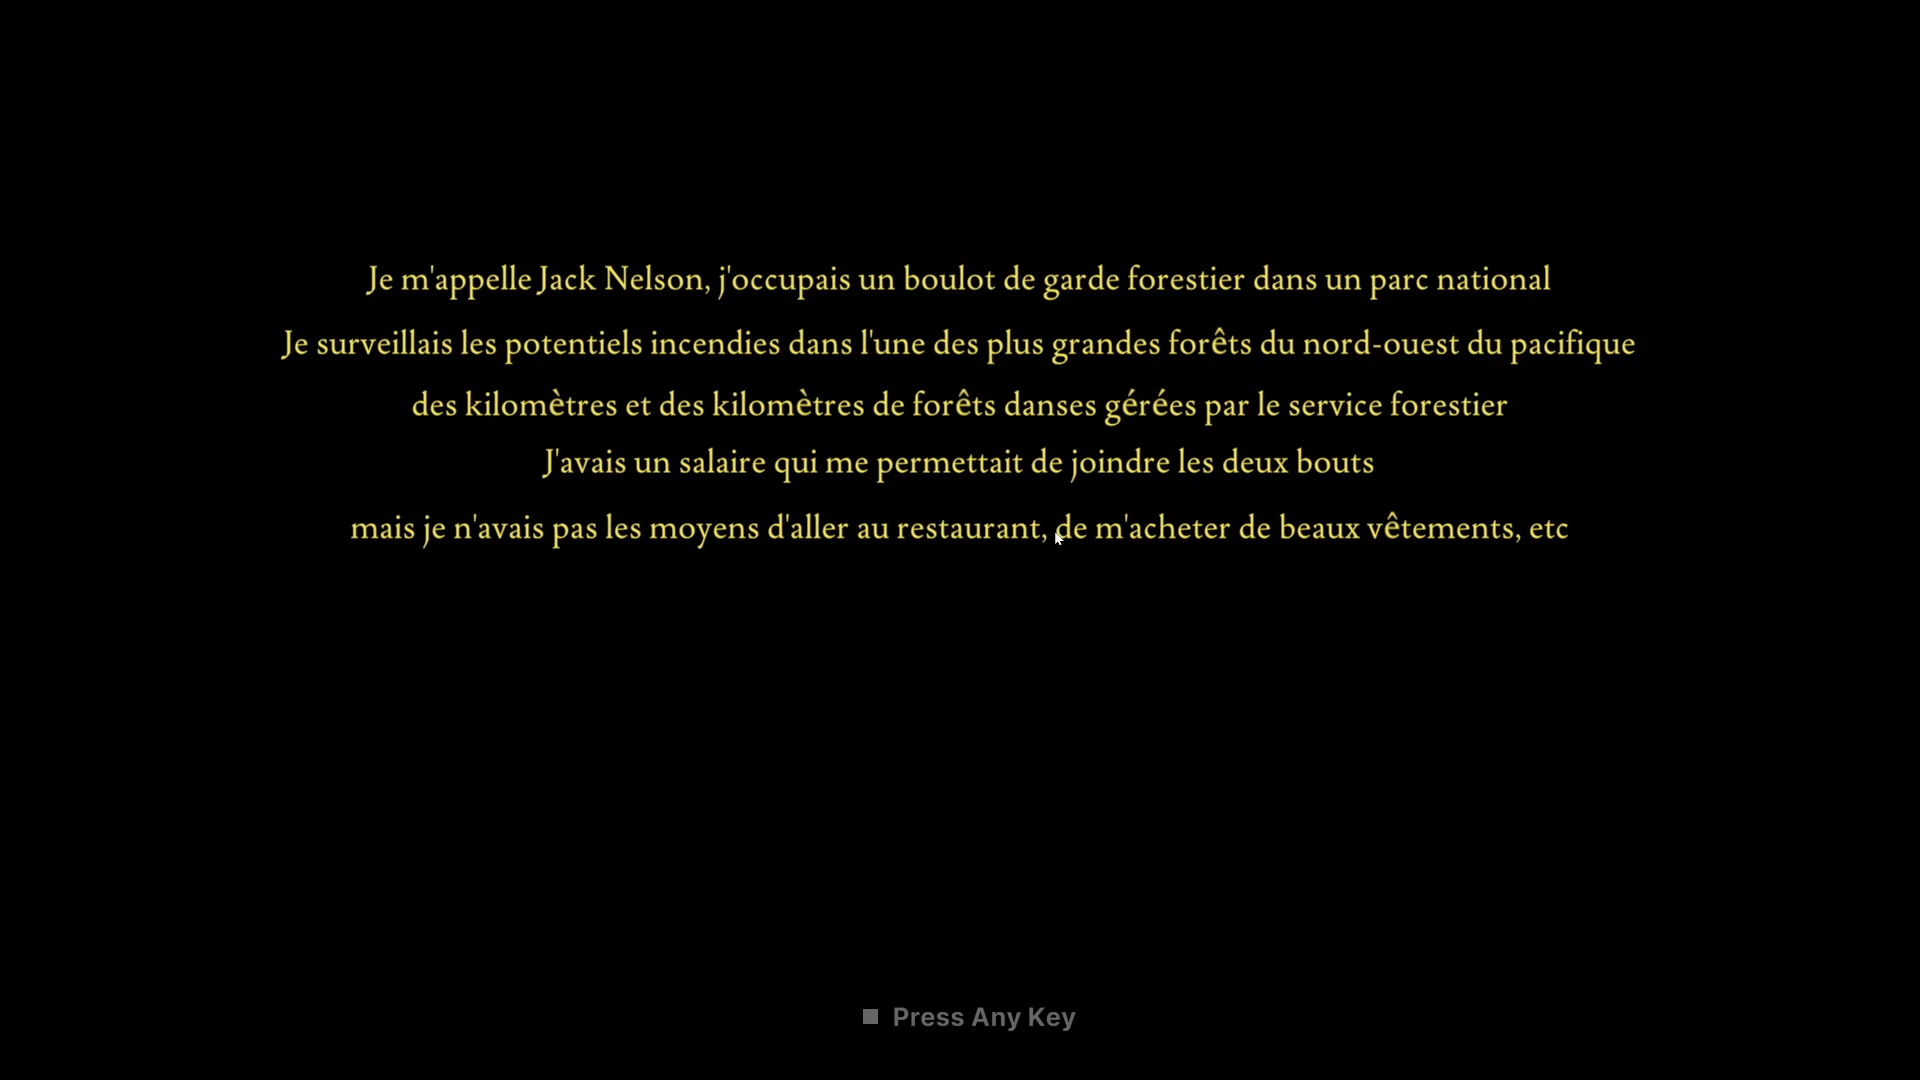 Je m'appelle Jack Nelson, j'occupais un boulot de garde forestier dans un parc national
Je surveillais les potentiels incendies dans l'une des plus grandes forêts du nord-ouest du pacifique
des kilomètres et des kilomètres de forêts danses gérées par le service forestier
J'avais un salaire qui me permettait de joindre les deux bouts
mais je n'avais pas les moyens d'aller au restaurant, de m'acheter de beaux vêtements, etc
Press Any Key